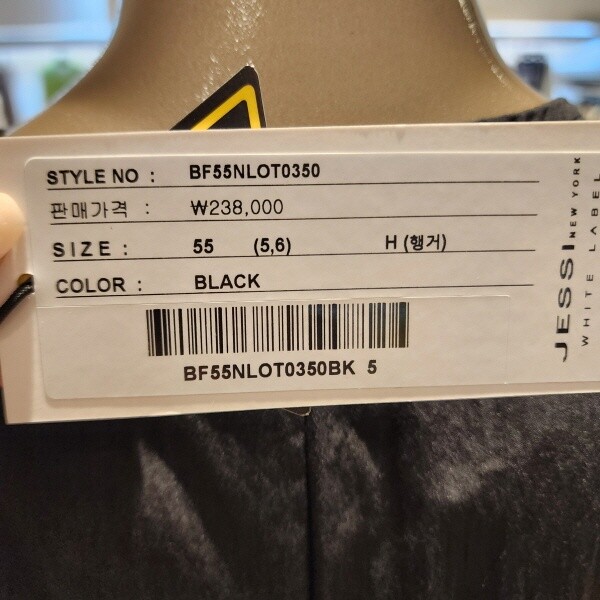 STYLE NO : BF55NLOT0350
판매가격 : ₩238,000
SIZE : 55 (5,6) H (행거)
COLOR : BLACK
BF55NLOT0350BK 5
JESSI NEW YORK
WHITE LABEL